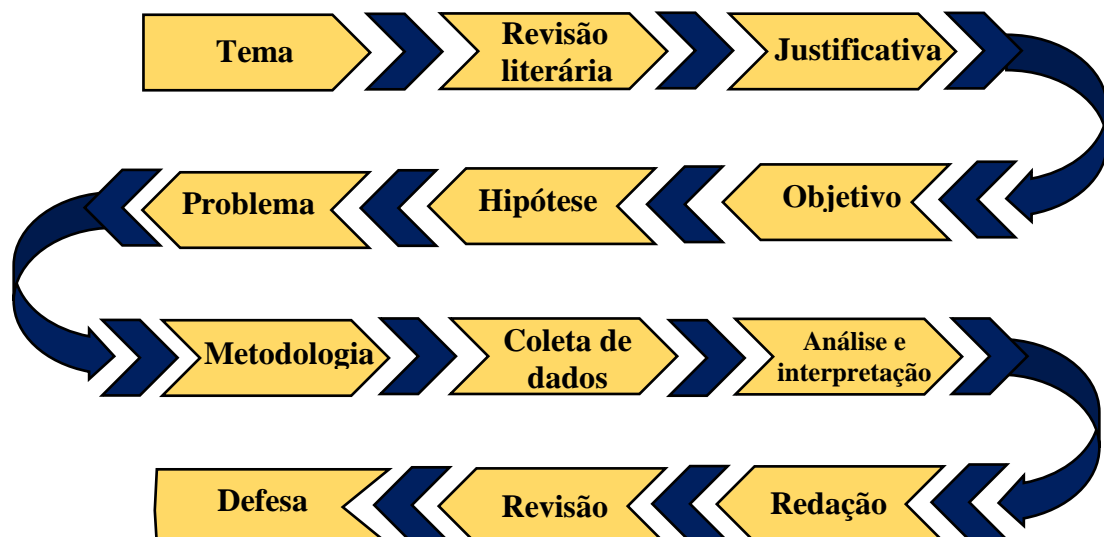 Tema
Revisão
literária
Justificativa
Objetivo
Hipótese
Problema
Metodologia
Coleta de
dados
Análise e
interpretação
Redação
Revisão
Defesa